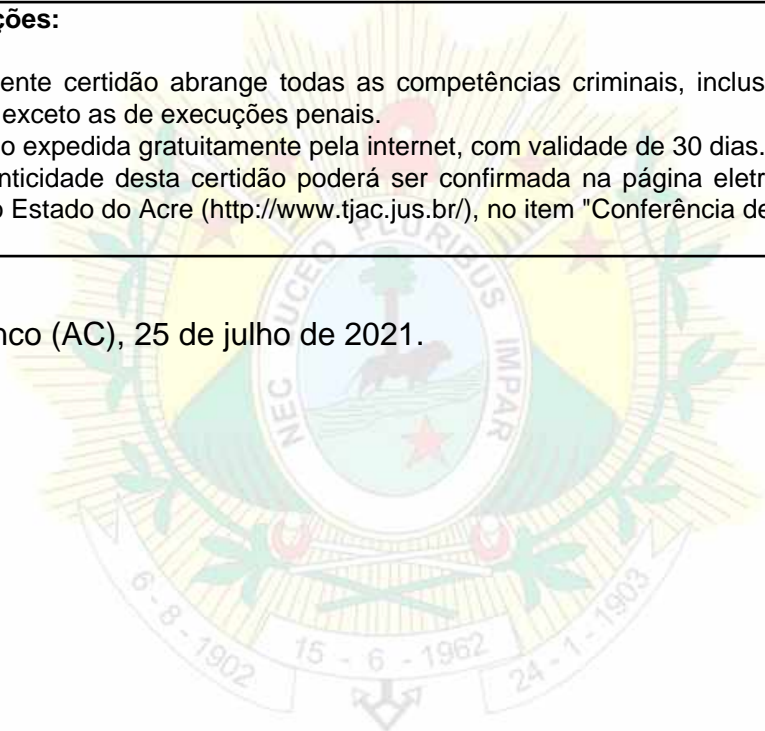 ções:
ente certidão abrange todas as competências criminais, inclus
exceto as de execuções penais.
o expedida gratuitamente pela internet, com validade de 30 dias.
nticidade desta certidão poderá ser confirmada na página eletr
o Estado do Acre (http://www.tjac.jus.br/), no item "Conferência de
nco (AC), 25 de julho de 2021.
NEC LUCEO PLURIBUS IMPAR
6 - 8 - 1902
15 - 6 - 1962
24 - 1 - 1903